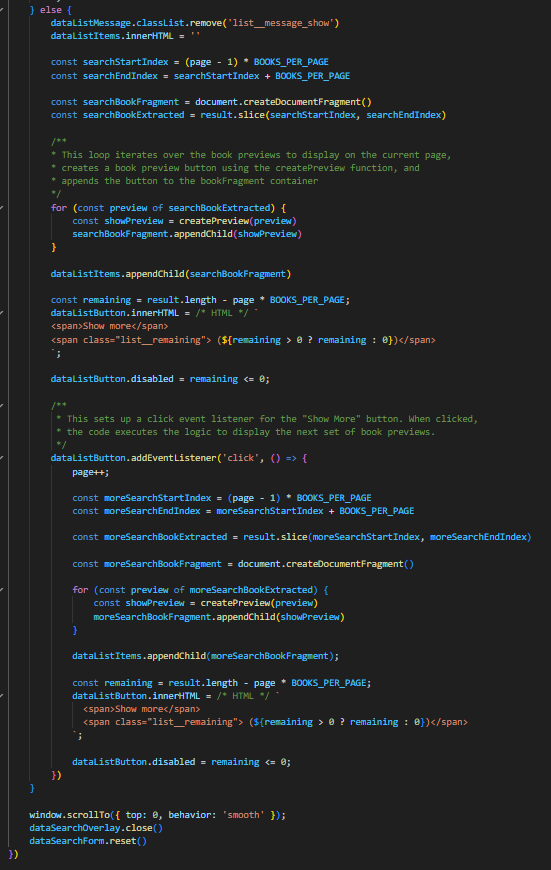 } else {
dataListMessage.classList.remove('list__message_show')
dataListItems.innerHTML = ''
const searchStartIndex = (page - 1) * BOOKS_PER_PAGE
const searchEndIndex = searchStartIndex + BOOKS_PER_PAGE
const searchBookFragment = document.createDocumentFragment()
const searchBookExtracted = result.slice(searchStartIndex, searchEndIndex)
/**
* This loop iterates over the book previews to display on the current page,
* creates a book preview button using the createPreview function, and
* appends the button to the bookFragment container
*/
for (const preview of searchBookExtracted) {
const showPreview = createPreview(preview)
searchBookFragment.appendChild(showPreview)
}
dataListItems.appendChild(searchBookFragment)
const remaining = result.length - page * BOOKS_PER_PAGE;
dataListButton.innerHTML = /* HTML */ `
<span>Show more</span>
<span class="list__remaining"> (${remaining > 0 ? remaining : 0})</span>
`;
dataListButton.disabled = remaining <= 0;
/**
* This sets up a click event listener for the "Show More" button. When clicked,
* the code executes the logic to display the next set of book previews.
*/
dataListButton.addEventListener('click', () => {
page++;
const moreSearchStartIndex = (page - 1) * BOOKS_PER_PAGE
const moreSearchEndIndex = moreSearchStartIndex + BOOKS_PER_PAGE
const moreSearchBookExtracted = result.slice(moreSearchStartIndex, moreSearchEndIndex)
const moreSearchBookFragment = document.createDocumentFragment()
for (const preview of moreSearchBookExtracted) {
const showPreview = createPreview(preview)
moreSearchBookFragment.appendChild(showPreview)
}
dataListItems.appendChild(moreSearchBookFragment);
const remaining = result.length - page * BOOKS_PER_PAGE;
dataListButton.innerHTML = /* HTML */ `
<span>Show more</span>
<span class="list__remaining"> (${remaining > 0 ? remaining : 0})</span>
`;
dataListButton.disabled = remaining <= 0;
})
}
window.scrollTo({ top: 0, behavior: 'smooth' });
dataSearchOverlay.close()
dataSearchForm.reset()
})